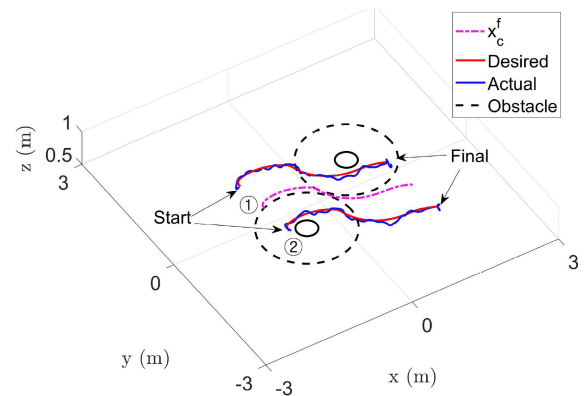 x_c^f
Desired
Actual
Obstacle
1
0.5
z (m)
3
Final
①
Start
②
0
3
y (m)
0
-3
-3
x (m)